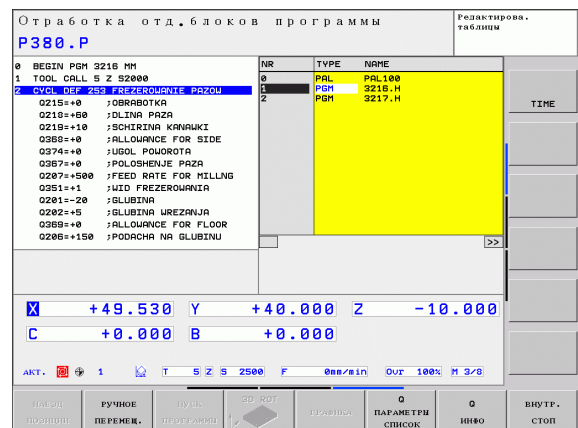 Отработка отд.блоков программы
Редактиров.
таблицы
P380.P
0 BEGIN PGM 3216 MM
1 TOOL CALL 5 Z S2000
2 CYCL DEF 253 FREZEROWANIE PAZOW
Q215=+0 ;OBRABOTKA
Q218=+60 ;DLINA PAZA
Q219=+10 ;SCHIRINA KANAWKI
Q368=+0 ;ALLOWANCE FOR SIDE
Q374=+0 ;UGOL POWOROTA
Q367=+0 ;POLOSHENJE PAZA
Q207=+500 ;FEED RATE FOR MILLNG
Q351=+1 ;WID FREZEROWANIA
Q201=-20 ;GLUBINA
Q202=+5 ;GLUBINA WREZANJA
Q369=+0 ;ALLOWANCE FOR FLOOR
Q206=+150 ;PODACHA NA GLUBINU
NR TYPE NAME
0 PAL PAL100
1 PGM 3216.H
2 PGM 3217.H
>>
TIME
X +49.530 Y +40.000 Z -10.000
C +0.000 B +0.000
АКТ. 1 T 5 Z S 2500 F 0mm/min Ovr 100% M 3/8
РУЧНОЕ
ПЕРЕМЕЩ.
ПУСК
ПРОГРАММЫ
3D ROT
ГРАФИКА
Q
ПАРАМЕТРЫ
СПИСОК
Q
ИНФО
ВНУТР.
СТОП